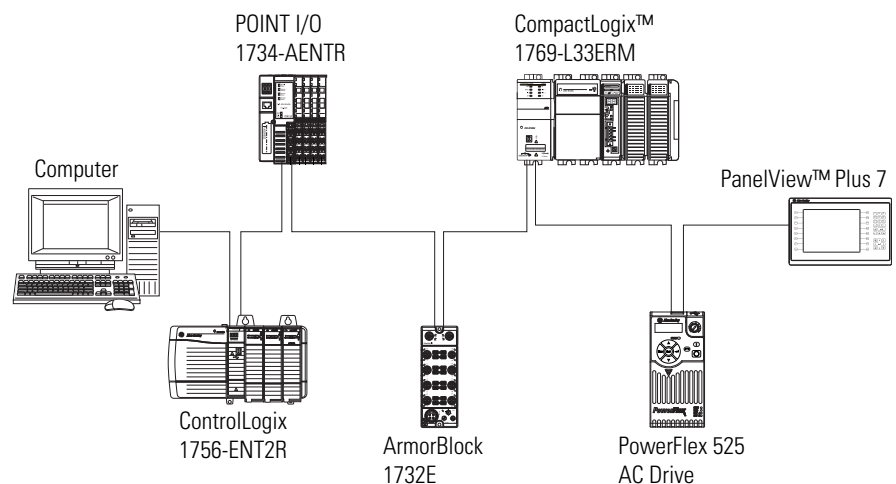 POINT I/O
1734-AENTR
CompactLogix™
1769-L33ERM
Computer
PanelView™ Plus 7
ControlLogix
1756-ENT2R
ArmorBlock
1732E
PowerFlex 525
AC Drive
PowerFlex